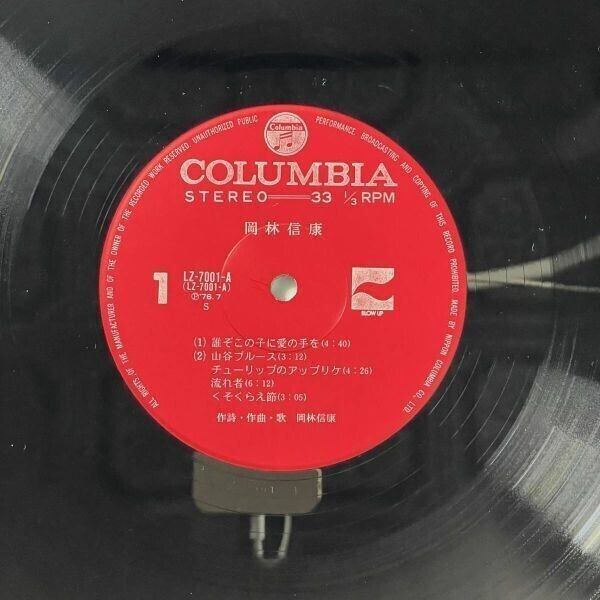 ALL RIGHTS OF THE MANUFACTURER AND OF THE OWNER OF THE RECORDED WORK RESERVED. UNAUTHORIZED PUBLIC PERFORMANCE BROADCASTING AND COPYING OF THIS RECORD PROHIBITED. MADE BY NIPPON COLUMBIA CO., LTD.
Columbia
COLUMBIA
STEREO 33 ⅓ RPM
岡林信康
1
LZ-7001-A
(LZ-7001-A)
Ⓟ'76.7
S
BLOW UP
(1) 誰ぞこの子に愛の手を(4:40)
(2) 山谷ブルース(3:12)
チューリップのアップリケ(4:26)
流れ者(6:12)
くそくらえ節(3:05)
作詩・作曲・歌 岡林信康